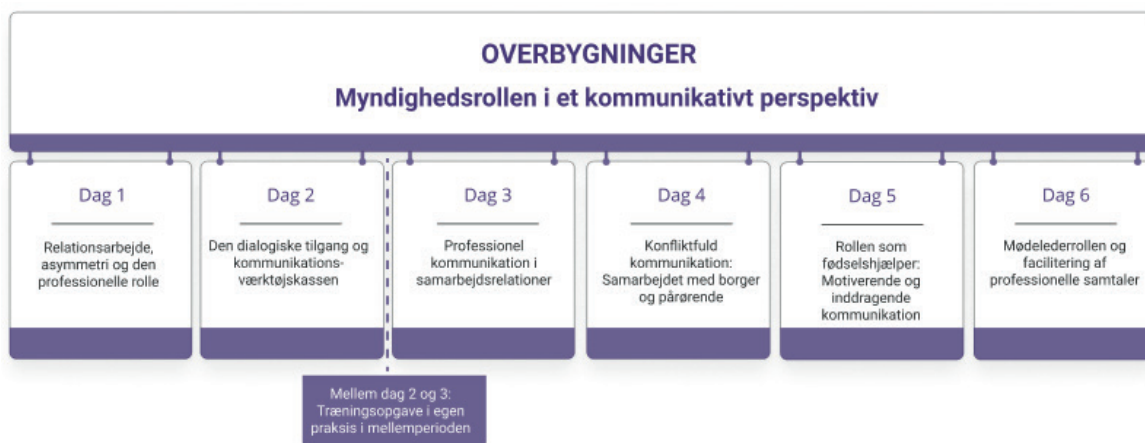 OVERBYGNINGER
Myndighedsrollen i et kommunikativt perspektiv
Dag 1
Relationsarbejde,
asymmetri og den
professionelle rolle
Dag 2
Den dialogiske tilgang og
kommunikations-
værktøjskassen
Dag 3
Professionel
kommunikation i
samarbejdsrelationer
Dag 4
Konfliktfuld
kommunikation:
Samarbejdet med borger
og pårørende
Dag 5
Rollen som
fødselshjælper:
Motiverende og
inddragende
kommunikation
Dag 6
Mødelederrollen og
facilitering af
professionelle samtaler
Mellem dag 2 og 3:
Træningsopgave i egen
praksis i mellemperioden